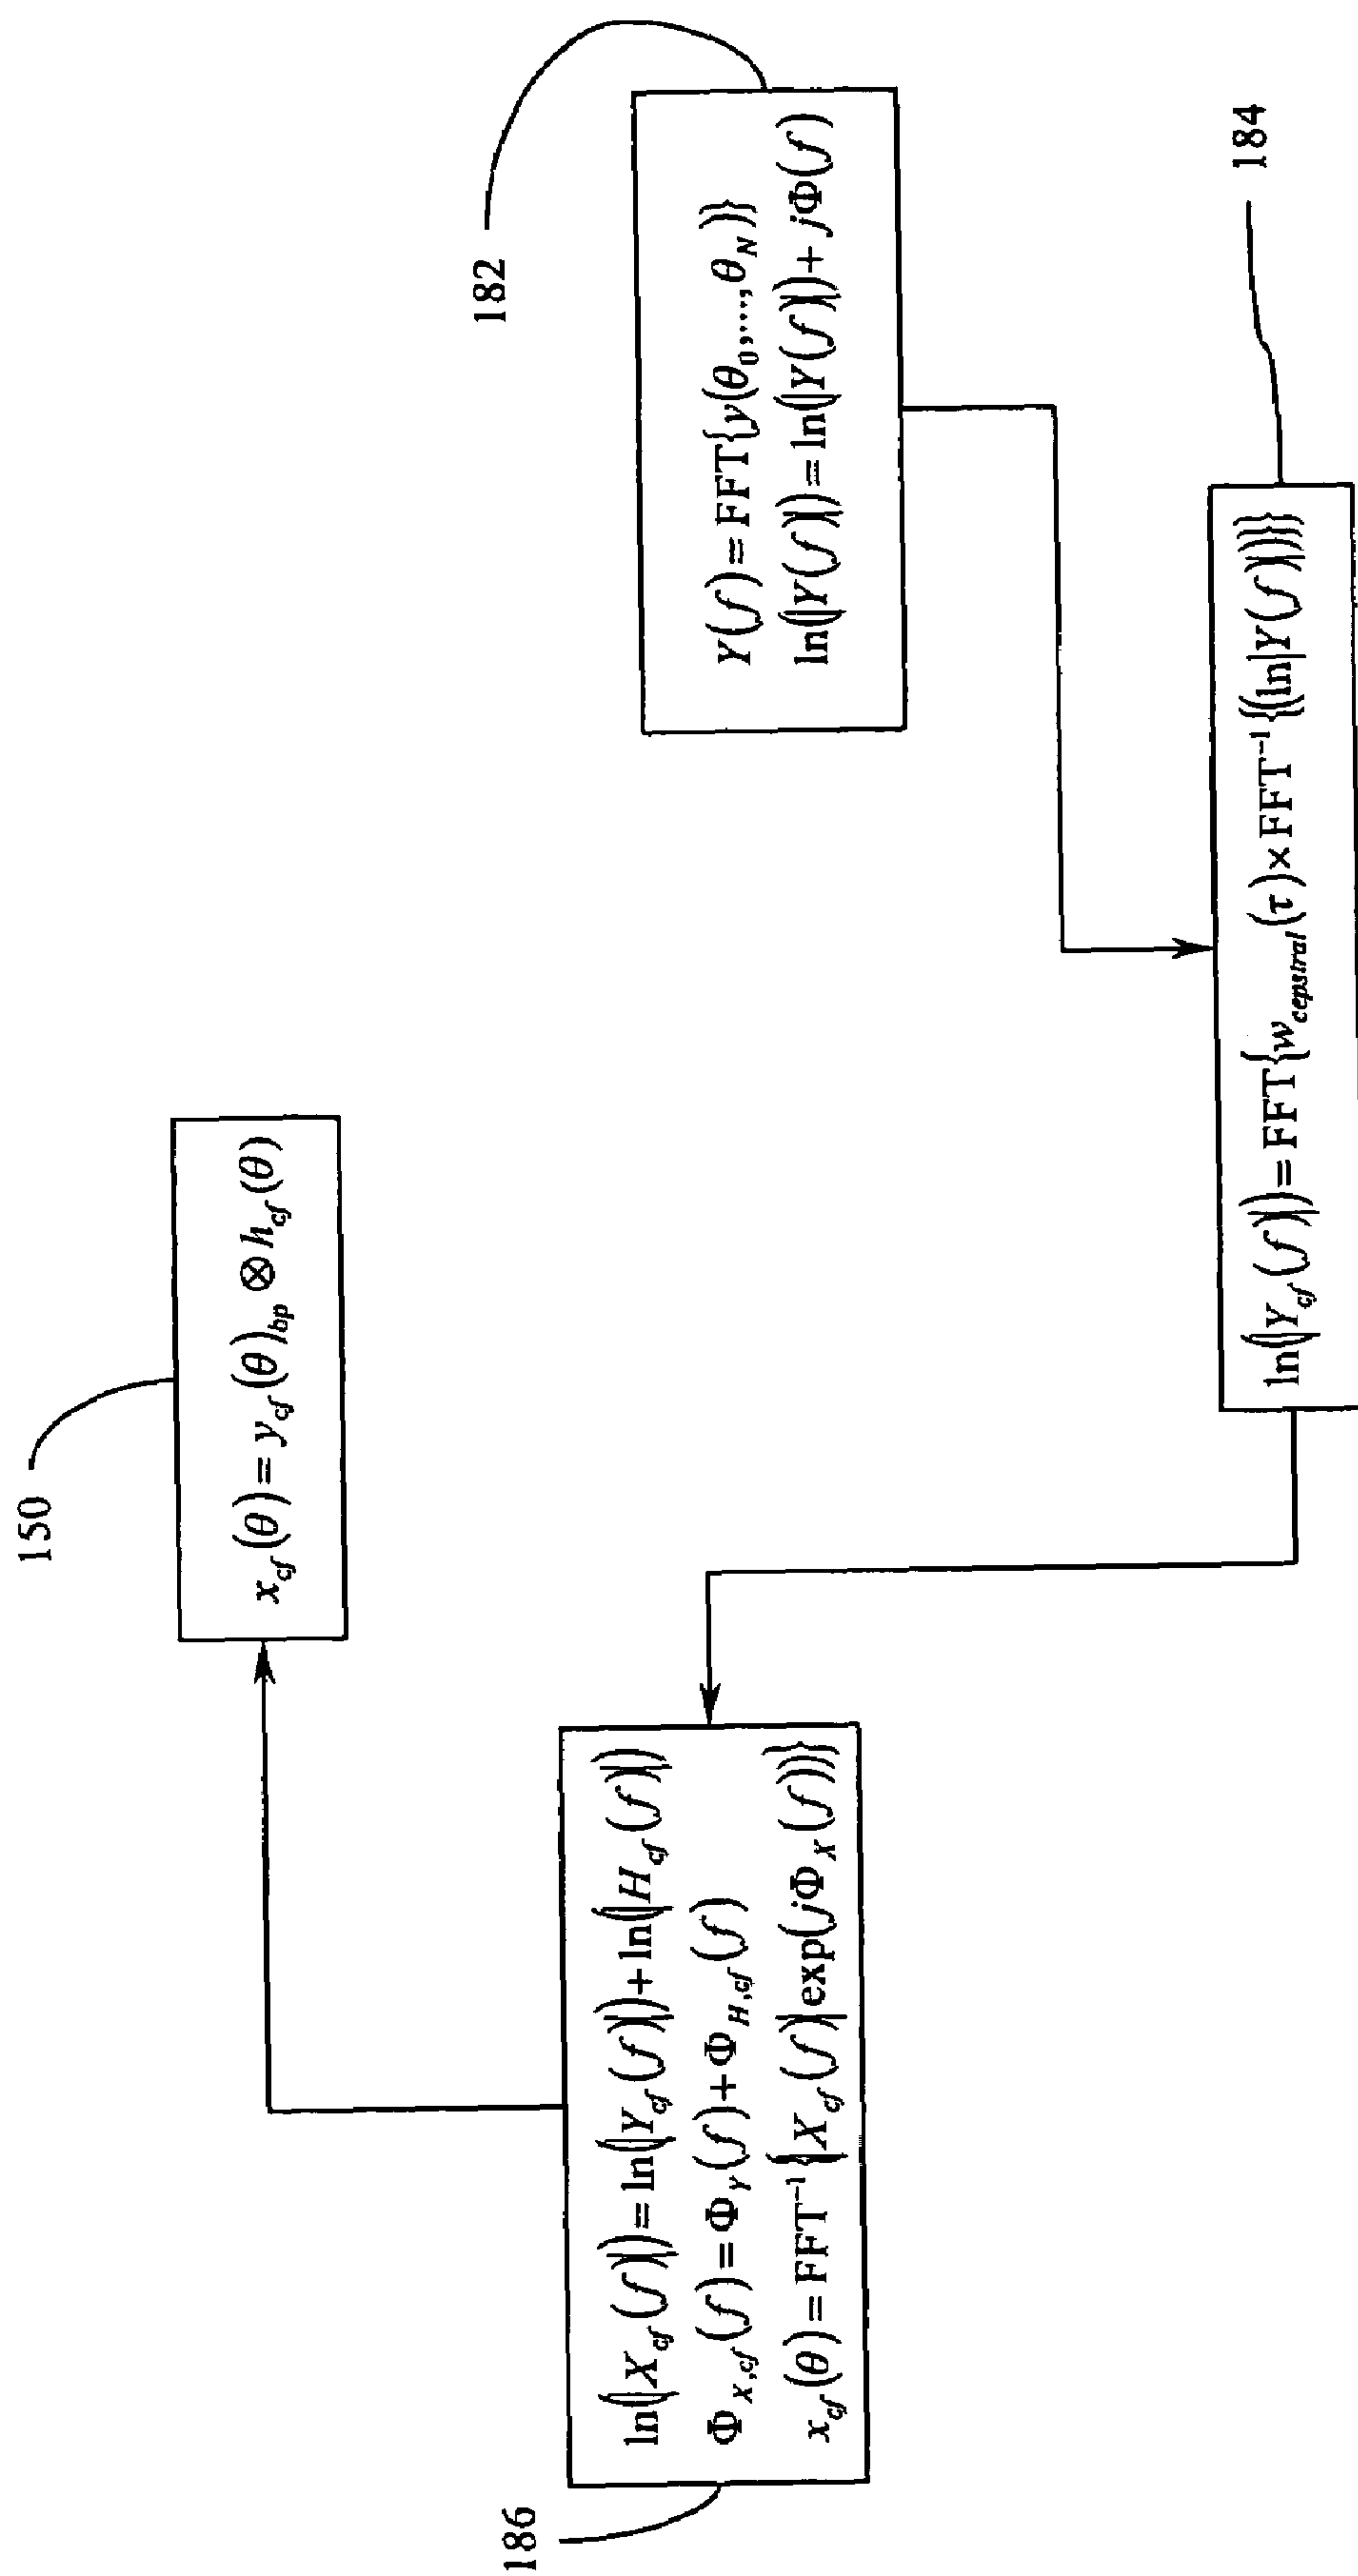 150
x_cf(θ) = y_cf(θ)_bp ⊗ h_cf(θ)
182
Y(f) = FFT{y(θ_0,...,θ_N)}
ln(|Y(f)|) = ln(|Y(f)|) + jΦ(f)
184
ln(|Y_cf(f)|) = FFT{w_cepstral(τ) × FFT^-1{(ln|Y(f)|)}}
186
ln(|X_cf(f)|) = ln(|Y_cf(f)|) + ln(|H_cf(f)|)
Φ_X,cf(f) = Φ_Y(f) + Φ_H,cf(f)
x_cf(θ) = FFT^-1{|X_cf(f)|exp(jΦ_X(f))}